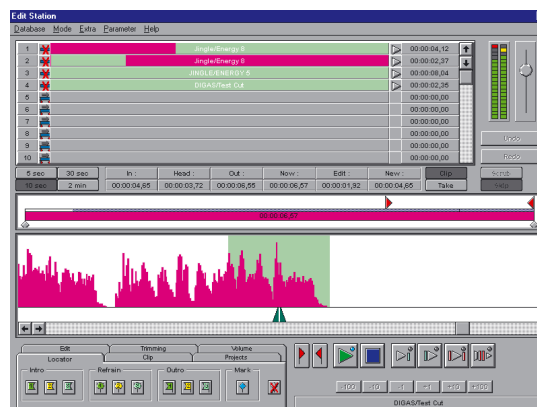 Edit Station
Database Mode Extra Parameter Help
1 Jingle/Energy 8 00:00:04,12
2 Jingle/Energy 8 00:00:02,37
3 JINGLE/ENERGY 5 00:00:08,04
4 DIGAS/Test Cut 00:00:02,35
5 00:00:00,00
6 00:00:00,00
7 00:00:00,00
8 00:00:00,00
9 00:00:00,00
10 00:00:00,00
Undo
Redo
5 sec 30 sec In : Head : Out : Now : Edit : New : Clip Scrub
10 sec 2 min 00:00:04,65 00:00:03,72 00:00:06,55 00:00:06,57 00:00:01,92 00:00:04,65 Take
00:00:06,57
Edit Trimming Volume
Locator Clip Projects
Intro Refrain Outro Mark
-100 -10 -1 +1 +10 +100
DIGAS/Test Cut